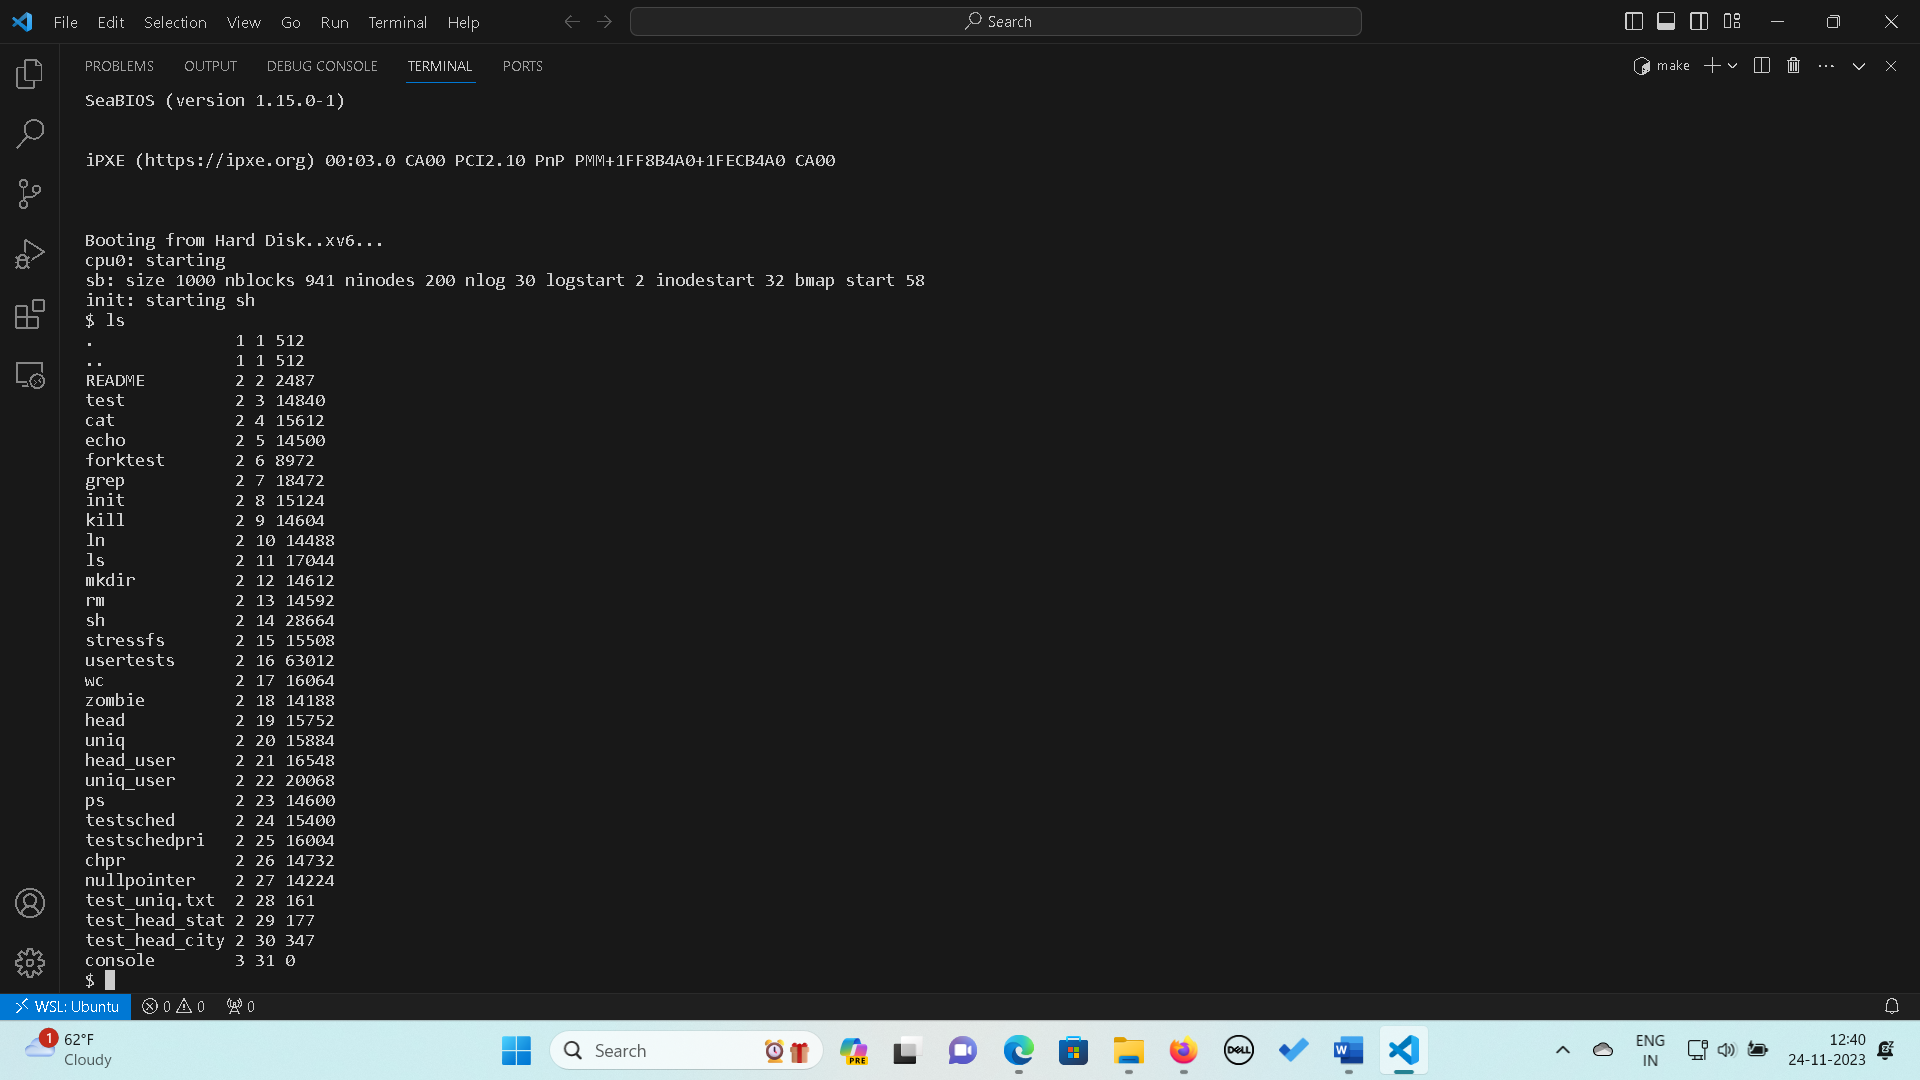 File Edit Selection View Go Run Terminal Help Search
PROBLEMS OUTPUT DEBUG CONSOLE TERMINAL PORTS make
SeaBIOS (version 1.15.0-1)
iPXE (https://ipxe.org) 00:03.0 CA00 PCI2.10 PnP PMM+1FF8B4A0+1FECB4A0 CA00
Booting from Hard Disk..xv6...
cpu0: starting
sb: size 1000 nblocks 941 ninodes 200 nlog 30 logstart 2 inodestart 32 bmap start 58
init: starting sh
$ ls
. 1 1 512
.. 1 1 512
README 2 2 2487
test 2 3 14840
cat 2 4 15612
echo 2 5 14500
forktest 2 6 8972
grep 2 7 18472
init 2 8 15124
kill 2 9 14604
ln 2 10 14488
ls 2 11 17044
mkdir 2 12 14612
rm 2 13 14592
sh 2 14 28664
stressfs 2 15 15508
usertests 2 16 63012
wc 2 17 16064
zombie 2 18 14188
head 2 19 15752
uniq 2 20 15884
head_user 2 21 16548
uniq_user 2 22 20068
ps 2 23 14600
testsched 2 24 15400
testschedpri 2 25 16004
chpr 2 26 14732
nullpointer 2 27 14224
test_uniq.txt 2 28 161
test_head_stat 2 29 177
test_head_city 2 30 347
console 3 31 0
$
WSL: Ubuntu 0 0 0
1 62°F
Cloudy
Search
PRE
DELL
W
ENG
IN
12:40
24-11-2023